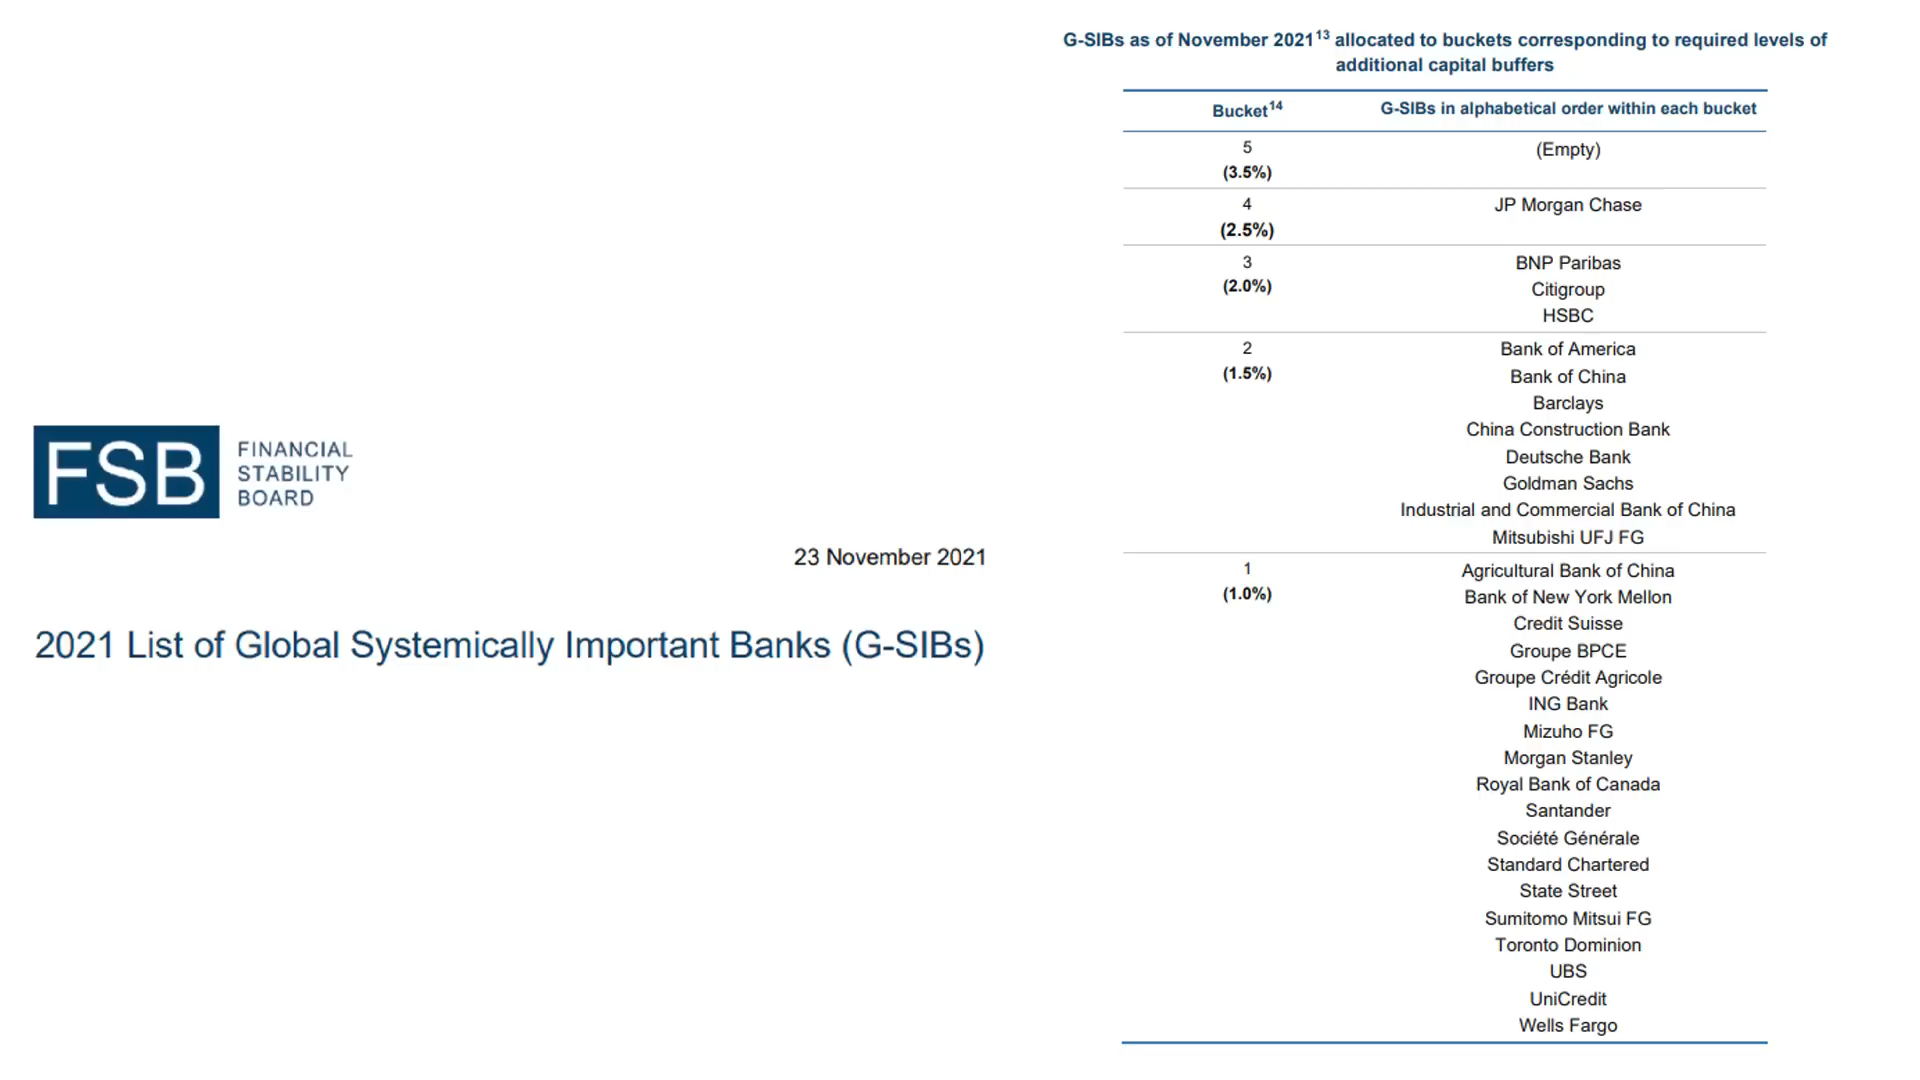 FSB
FINANCIAL
STABILITY
BOARD
23 November 2021
2021 List of Global Systemically Important Banks (G-SIBs)
G-SIBs as of November 2021¹³ allocated to buckets corresponding to required levels of
additional capital buffers
Bucket¹⁴ G-SIBs in alphabetical order within each bucket
5 (Empty)
(3.5%)
4 JP Morgan Chase
(2.5%)
3 BNP Paribas
(2.0%) Citigroup
HSBC
2 Bank of America
(1.5%) Bank of China
Barclays
China Construction Bank
Deutsche Bank
Goldman Sachs
Industrial and Commercial Bank of China
Mitsubishi UFJ FG
1 Agricultural Bank of China
(1.0%) Bank of New York Mellon
Credit Suisse
Groupe BPCE
Groupe Crédit Agricole
ING Bank
Mizuho FG
Morgan Stanley
Royal Bank of Canada
Santander
Société Générale
Standard Chartered
State Street
Sumitomo Mitsui FG
Toronto Dominion
UBS
UniCredit
Wells Fargo